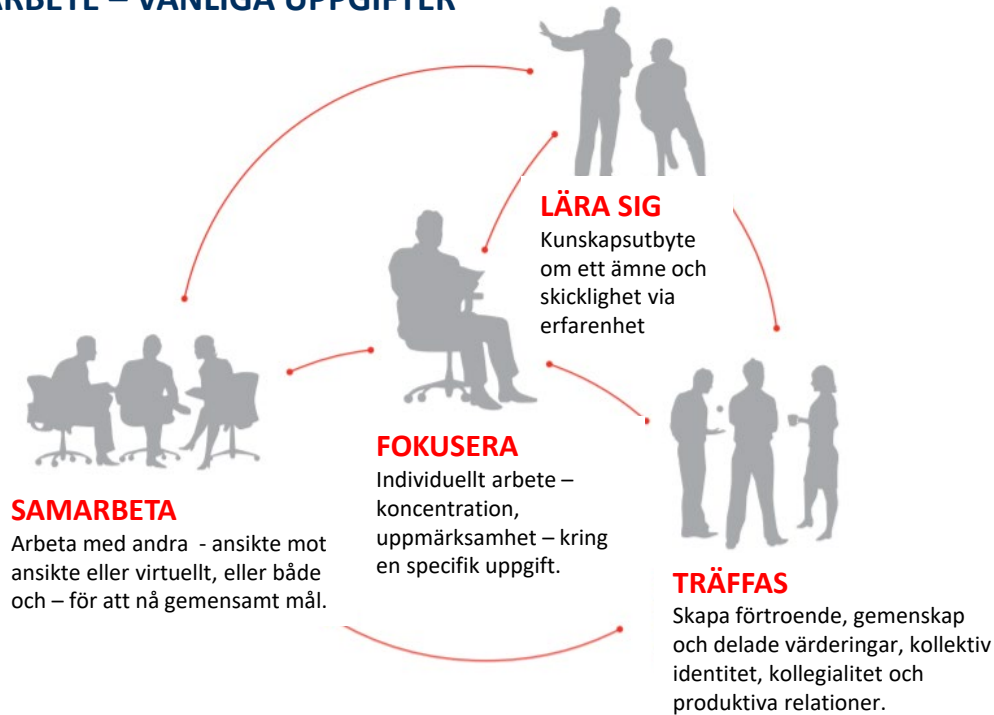 ARBETE – VANLIGA UPPGIFTER
LÄRA SIG
Kunskapsutbyte
om ett ämne och
skicklighet via
erfarenhet
FOKUSERA
Individuellt arbete –
koncentration,
uppmärksamhet – kring
en specifik uppgift.
SAMARBETA
Arbeta med andra  - ansikte mot
ansikte eller virtuellt, eller både
och – för att nå gemensamt mål.
TRÄFFAS
Skapa förtroende, gemenskap
och delade värderingar, kollektiv
identitet, kollegialitet och
produktiva relationer.